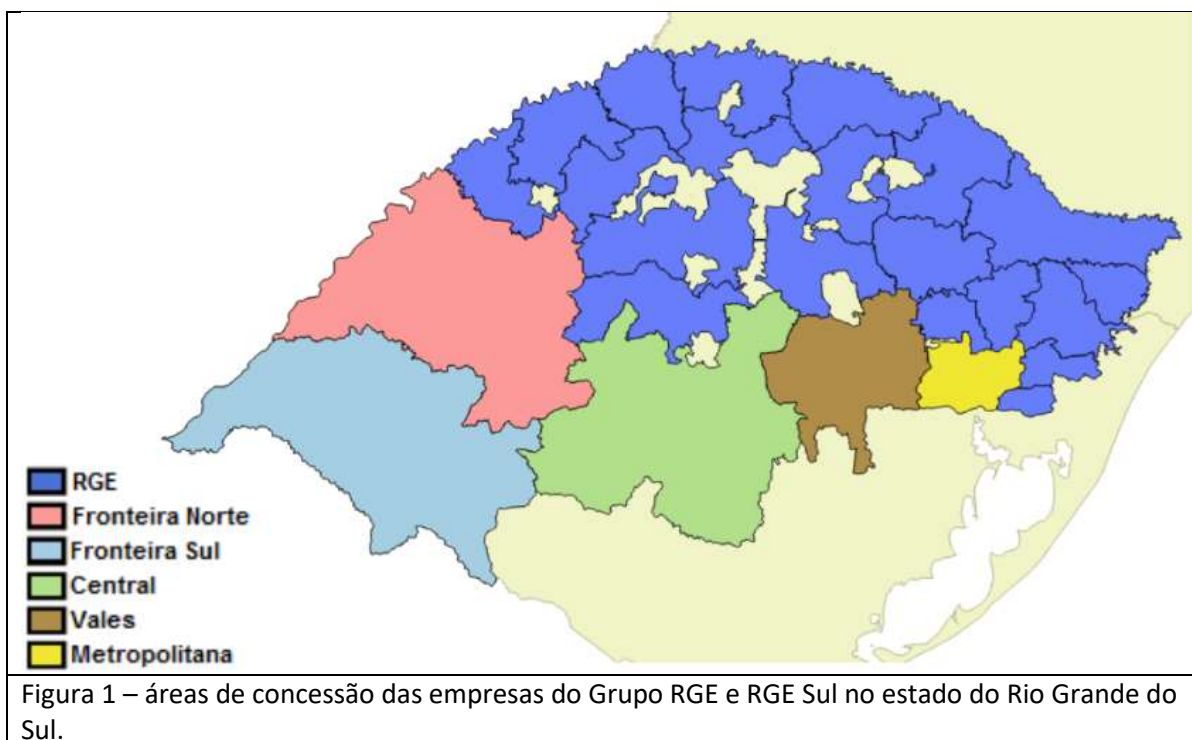 RGE
Fronteira Norte
Fronteira Sul
Central
Vales
Metropolitana
Figura 1 – áreas de concessão das empresas do Grupo RGE e RGE Sul no estado do Rio Grande do
Sul.